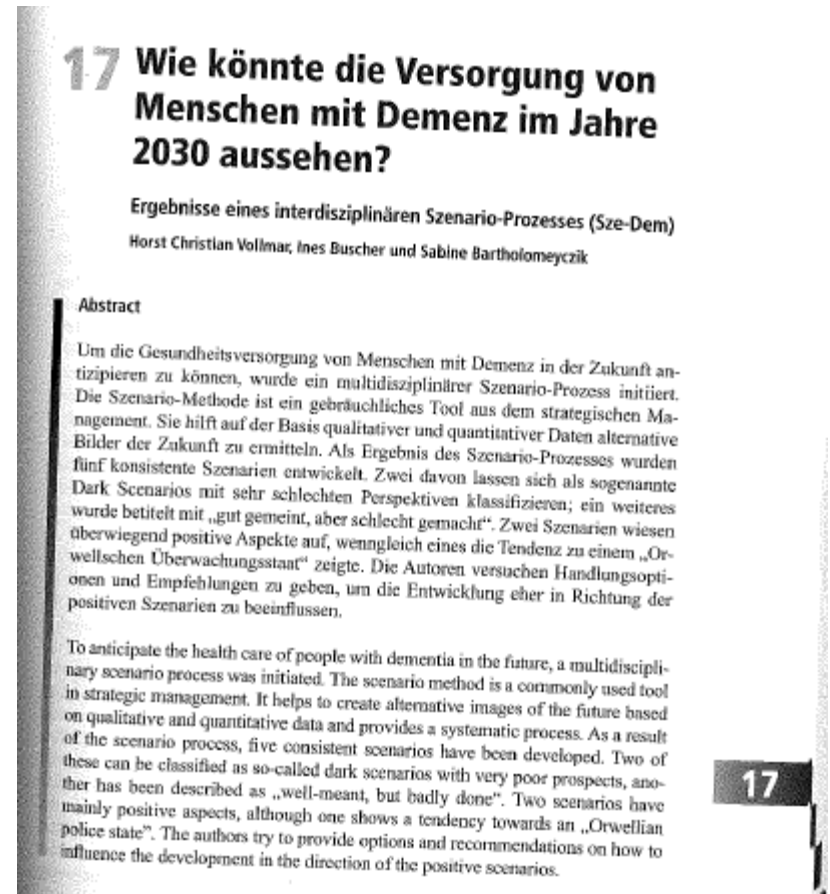 17 Wie könnte die Versorgung von
Menschen mit Demenz im Jahre
2030 aussehen?
Ergebnisse eines interdisziplinären Szenario-Prozesses (Sze-Dem)
Horst Christian Vollmar, Ines Buscher und Sabine Bartholomeyczik
Abstract
Um die Gesundheitsversorgung von Menschen mit Demenz in der Zukunft an-
tizipieren zu können, wurde ein multidisziplinärer Szenario-Prozess initiiert.
Die Szenario-Methode ist ein gebräuchliches Tool aus dem strategischen Ma-
nagement. Sie hilft auf der Basis qualitativer und quantitativer Daten alternative
Bilder der Zukunft zu ermitteln. Als Ergebnis des Szenario-Prozesses wurden
fünf konsistente Szenarien entwickelt. Zwei davon lassen sich als sogenannte
Dark Scenarios mit sehr schlechten Perspektiven klassifizieren; ein weiteres
wurde betitelt mit „gut gemeint, aber schlecht gemacht“. Zwei Szenarien wiesen
überwiegend positive Aspekte auf, wenngleich eines die Tendenz zu einem „Or-
wellschen Überwachungsstaat“ zeigte. Die Autoren versuchen Handlungsopti-
onen und Empfehlungen zu geben, um die Entwicklung eher in Richtung der
positiven Szenarien zu beeinflussen.
To anticipate the health care of people with dementia in the future, a multidiscipli-
nary scenario process was initiated. The scenario method is a commonly used tool
in strategic management. It helps to create alternative images of the future based
on qualitative and quantitative data and provides a systematic process. As a result
of the scenario process, five consistent scenarios have been developed. Two of
these can be classified as so-called dark scenarios with very poor prospects, ano-
ther has been described as „well-meant, but badly done“. Two scenarios have
mainly positive aspects, although one shows a tendency towards an „Orwellian
police state“. The authors try to provide options and recommendations on how to
influence the development in the direction of the positive scenarios.
17